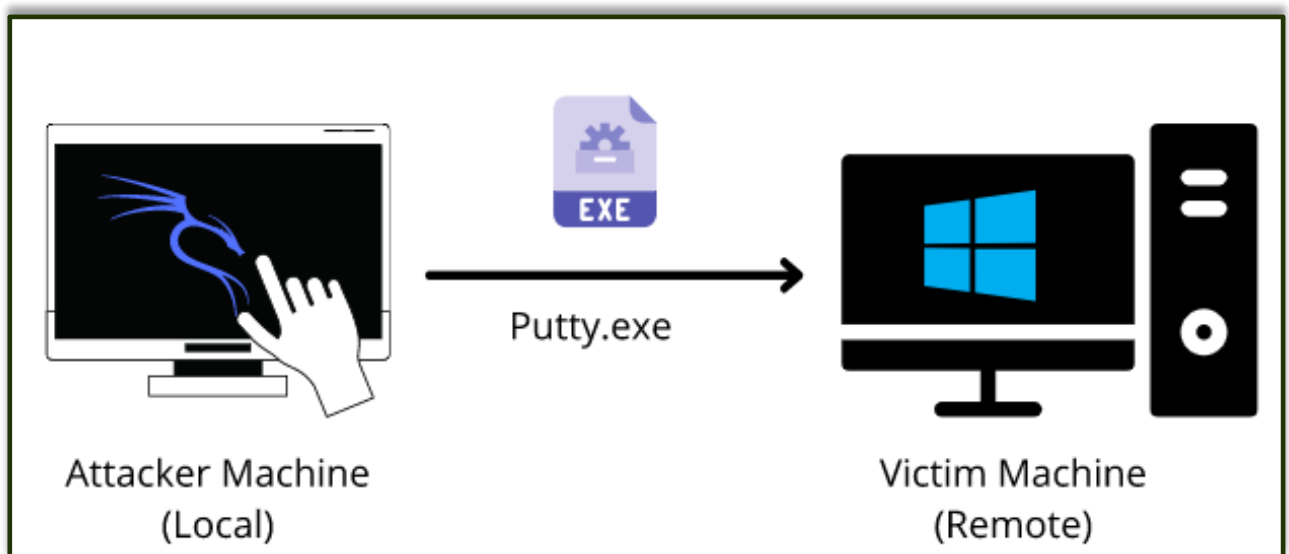 EXE
Putty.exe
Attacker Machine
(Local)
Victim Machine
(Remote)